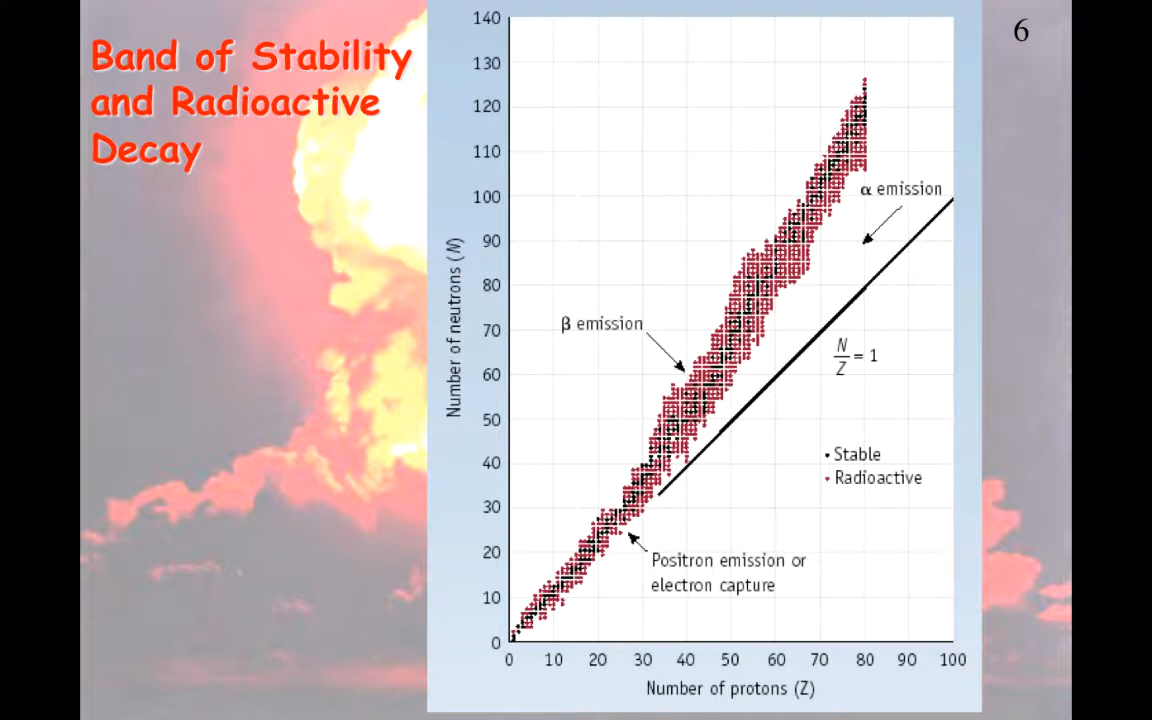 Band of Stability
and Radioactive
Decay
6
140
130
120
110
100
90
80
70
60
50
40
30
20
10
0
Number of neutrons (N)
α emission
β emission
N
Z = 1
Stable
Radioactive
Positron emission or
electron capture
0 10 20 30 40 50 60 70 80 90 100
Number of protons (Z)